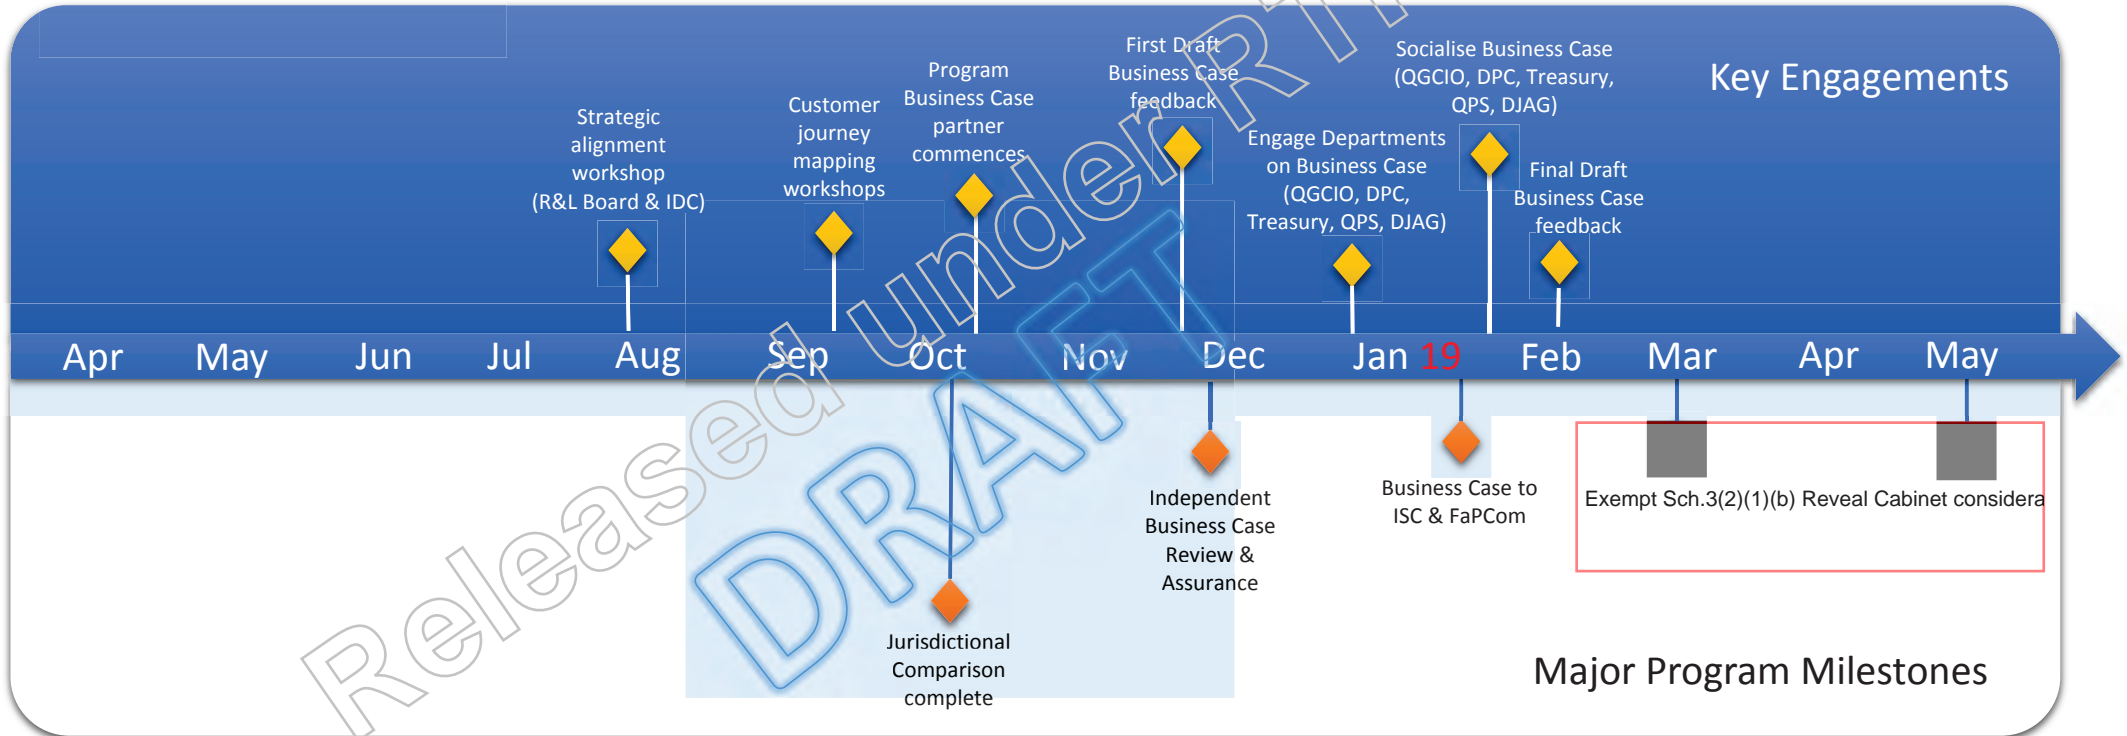 Key Engagements
Strategic
alignment
workshop
(R&L Board & IDC)
Customer
journey
mapping
workshops
Program
Business Case
partner
commences
First Draft
Business Case
feedback
Engage Departments
on Business Case
(QGCIO, DPC,
Treasury, QPS, DJAG)
Socialise Business Case
(QGCIO, DPC, Treasury,
QPS, DJAG)
Final Draft
Business Case
feedback
Apr May Jun Jul Aug Sep Oct Nov Dec Jan 19 Feb Mar Apr May
Jurisdictional
Comparison
complete
Independent
Business Case
Review &
Assurance
Business Case to
ISC & FaPCom
Exempt Sch.3(2)(1)(b) Reveal Cabinet considera
Major Program Milestones
Released under RTI
DRAFT